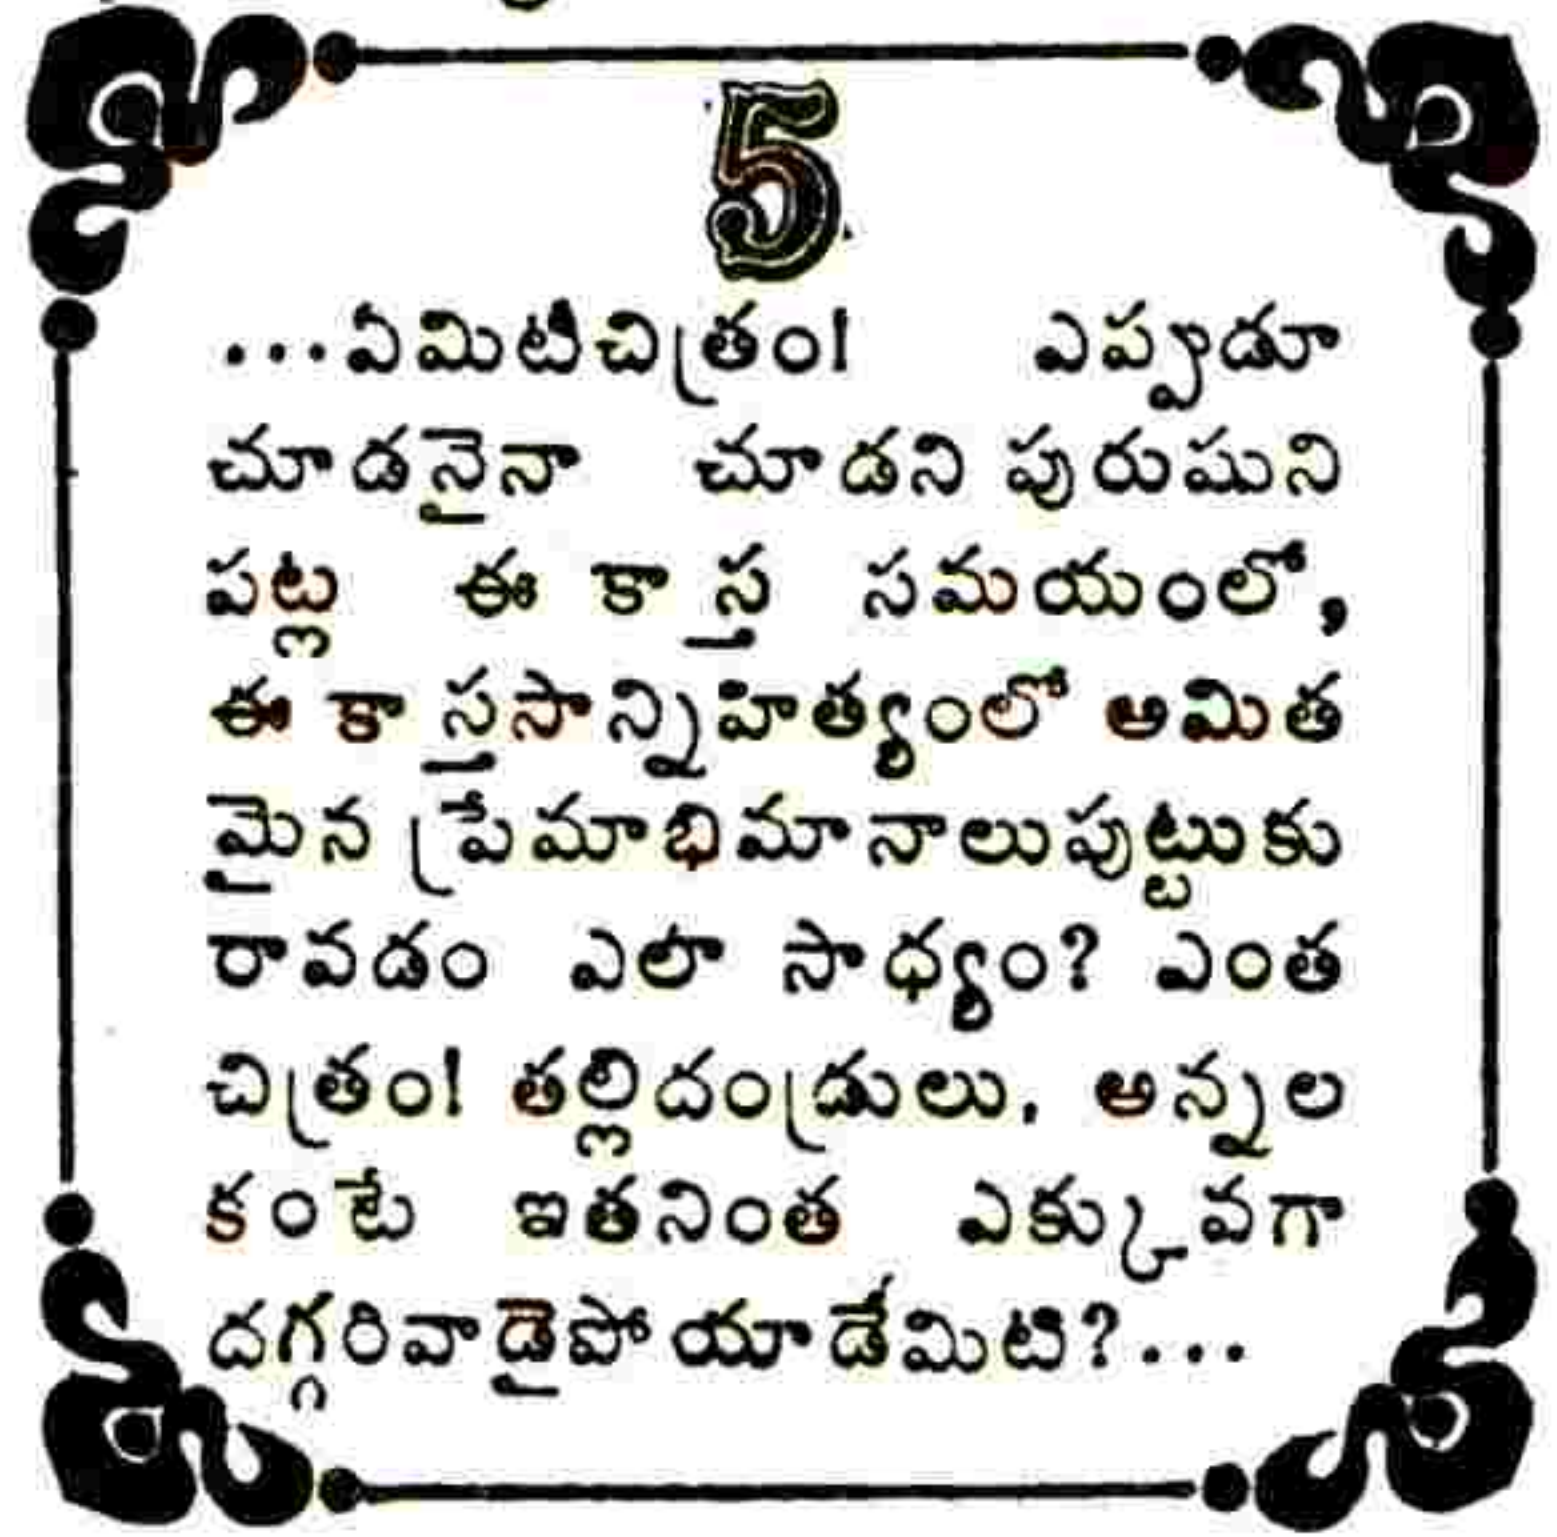 5
...ఏమిటీచిత్రం! ఎప్పుడూ
చూడనైనా చూడని పురుషుని
పట్ల ఈ కాస్త సమయంలో,
ఈ కాస్తసాన్నిహిత్యంలో అమిత
మైన ప్రేమాభిమానాలుపుట్టుకు
రావడం ఎలా సాధ్యం? ఎంత
చిత్రం! తల్లిదండ్రులు, అన్నల
కంటే ఇతనింత ఎక్కువగా
దగ్గరివాడైపోయాడేమిటి?...